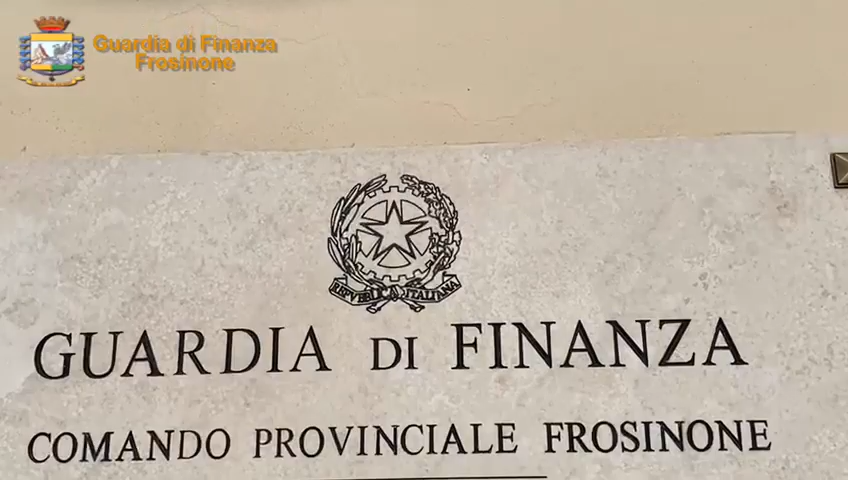 Guardia di Finanza
Frosinone
REPVBBLICA ITALIANA
GUARDIA DI FINANZA
COMANDO PROVINCIALE FROSINONE